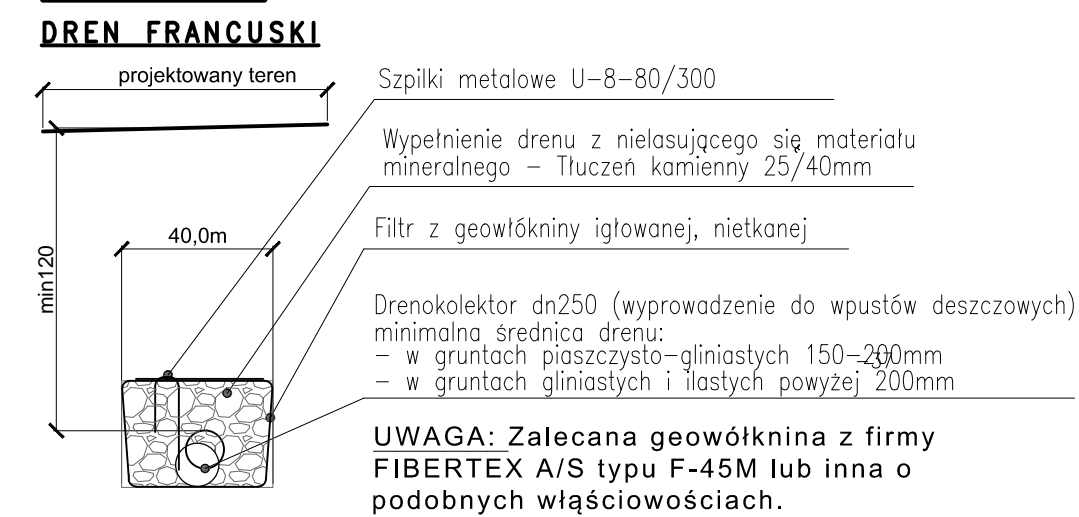 DREN FRANCUSKI
projektowany teren
Szpilki metalowe U-8-80/300
Wypełnienie drenu z nielasującego się materiału
mineralnego - Tłuczeń kamienny 25/40mm
40,0m
Filtr z geowłókniny igłowanej, nietkanej
min120
Drenokolektor dn250 (wyprowadzenie do wpustów deszczowych)
minimalna średnica drenu:
- w gruntach piaszczysto-gliniastych 150-200mm
- w gruntach gliniastych i ilastych powyżej 200mm
UWAGA: Zalecana geowółknina z firmy
FIBERTEX A/S typu F-45M lub inna o
podobnych włąściowościach.